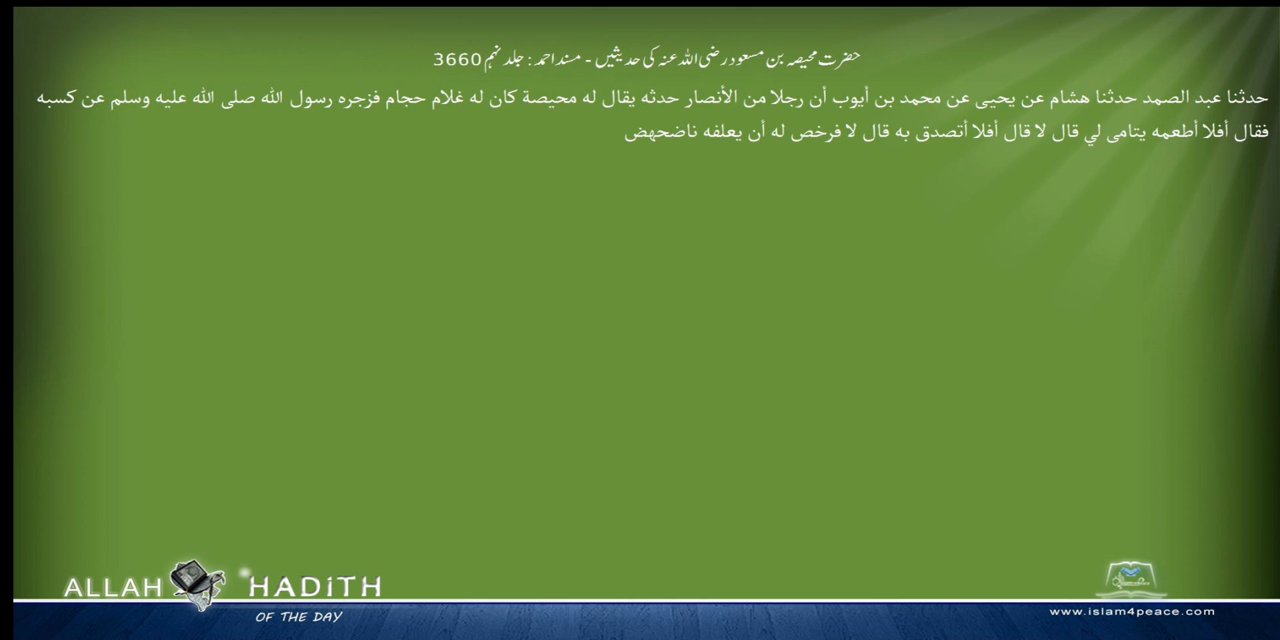 حضرت محیصہ بن مسعود رضی اللہ عنہ کی حدیثیں - مسند احمد : جلد نہم 3660
حدثنا عبد الصمد حدثنا هشام عن يحيى عن محمد بن أيوب أن رجلا من الأنصار حدثه يقال له محيصة كان له غلام حجام فزجره رسول الله صلى الله عليه وسلم عن كسبه
فقال أفلا أطعمه يتامى لي قال لا قال أفلا أتصدق به قال لا فرخص له أن يعلفه ناضحهض
ALLAH HADITH
OF THE DAY
www.islam4peace.com